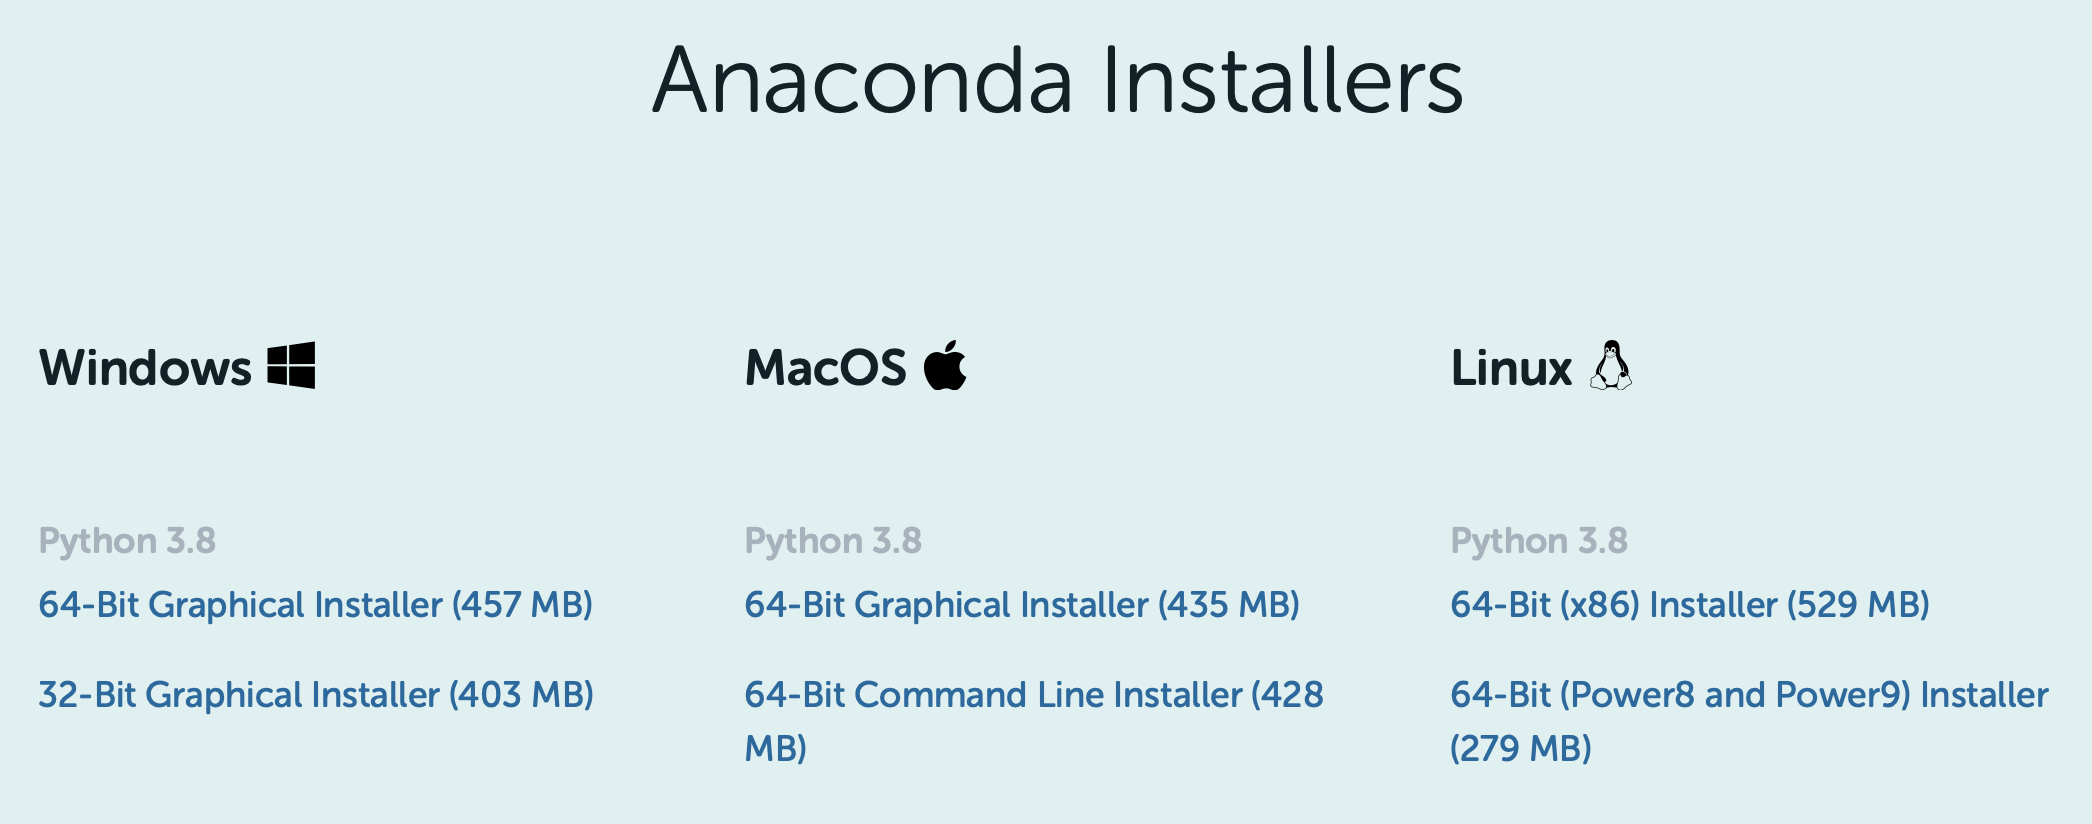 Anaconda Installers
Windows
Python 3.8
64-Bit Graphical Installer (457 MB)
32-Bit Graphical Installer (403 MB)
MacOS
Python 3.8
64-Bit Graphical Installer (435 MB)
64-Bit Command Line Installer (428
MB)
Linux
Python 3.8
64-Bit (x86) Installer (529 MB)
64-Bit (Power8 and Power9) Installer
(279 MB)